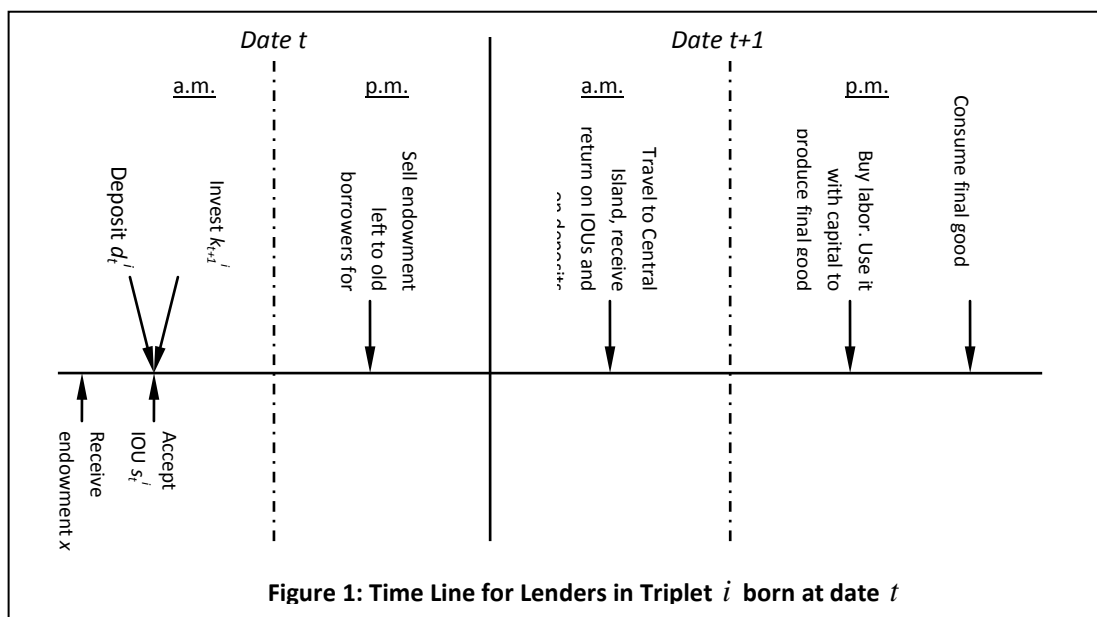 Date t
Date t+1
a.m.
p.m.
a.m.
p.m.
Deposit d_t^i
Invest k_{t+1}^i
Sell endowment
left to old
borrowers for
Travel to Central
Island, receive
return on IOUs and
on deposits
Buy labor. Use it
with capital to
produce final good
Consume final good
Receive
endowment x
Accept
IOU s_t^i
Figure 1: Time Line for Lenders in Triplet i born at date t